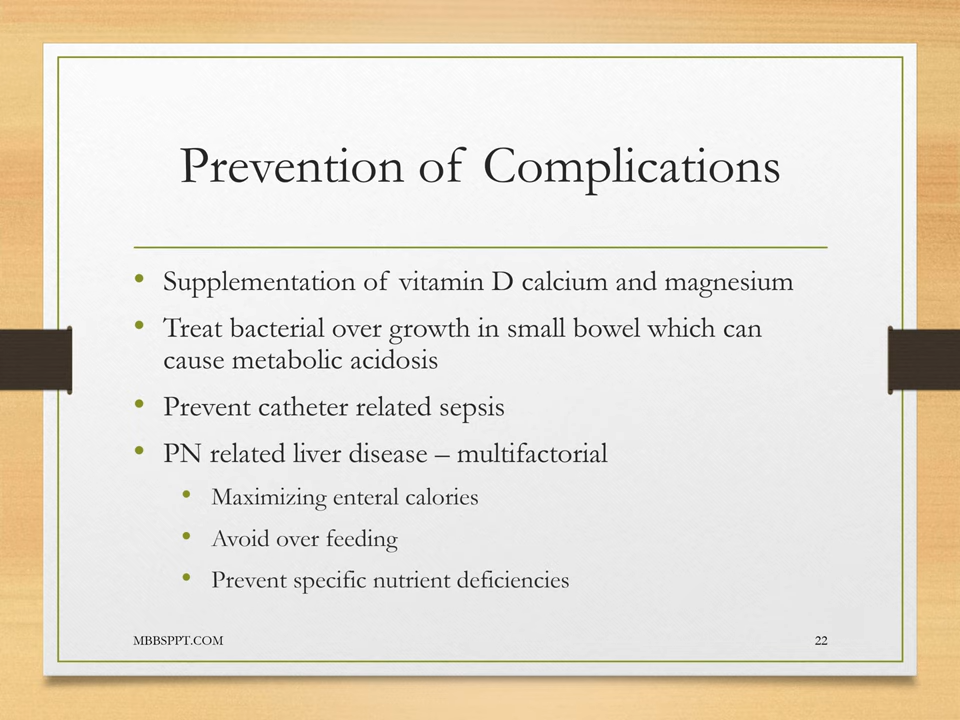 Prevention of Complications
• Supplementation of vitamin D calcium and magnesium
• Treat bacterial over growth in small bowel which can
cause metabolic acidosis
• Prevent catheter related sepsis
• PN related liver disease – multifactorial
• Maximizing enteral calories
• Avoid over feeding
• Prevent specific nutrient deficiencies
MBBSPPT.COM
22